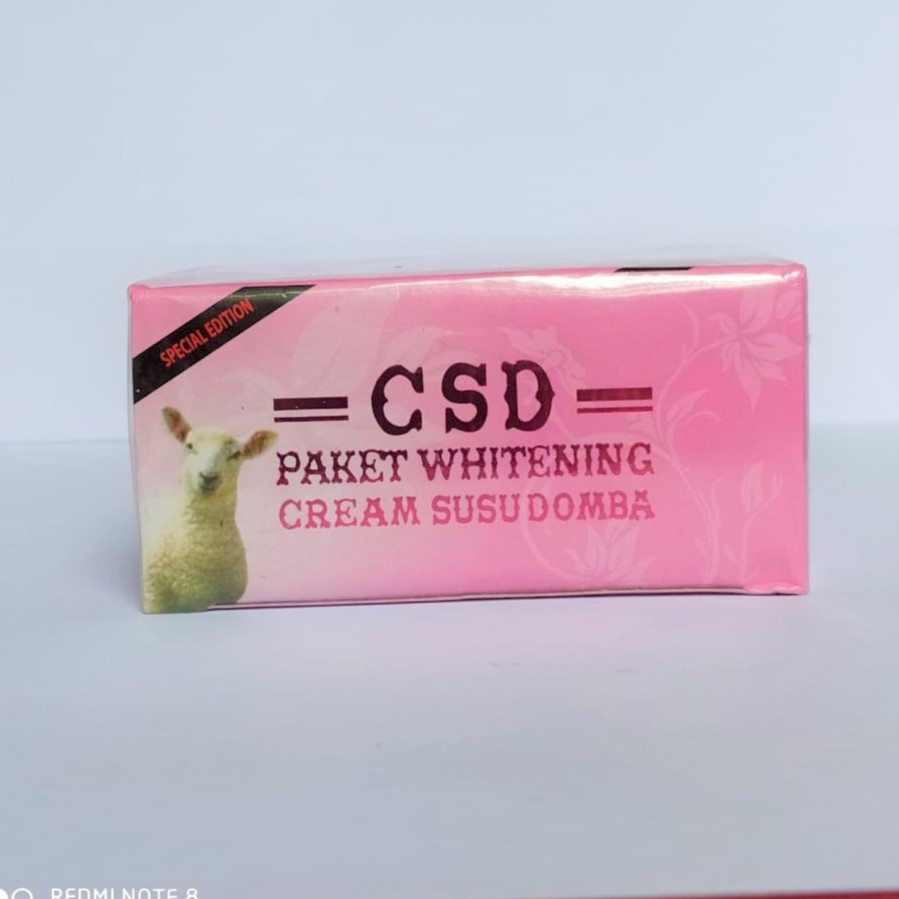 SPECIAL EDITION
CSD
PAKET WHITENING
CREAM SUSU DOMBA
REDMI NOTE 8